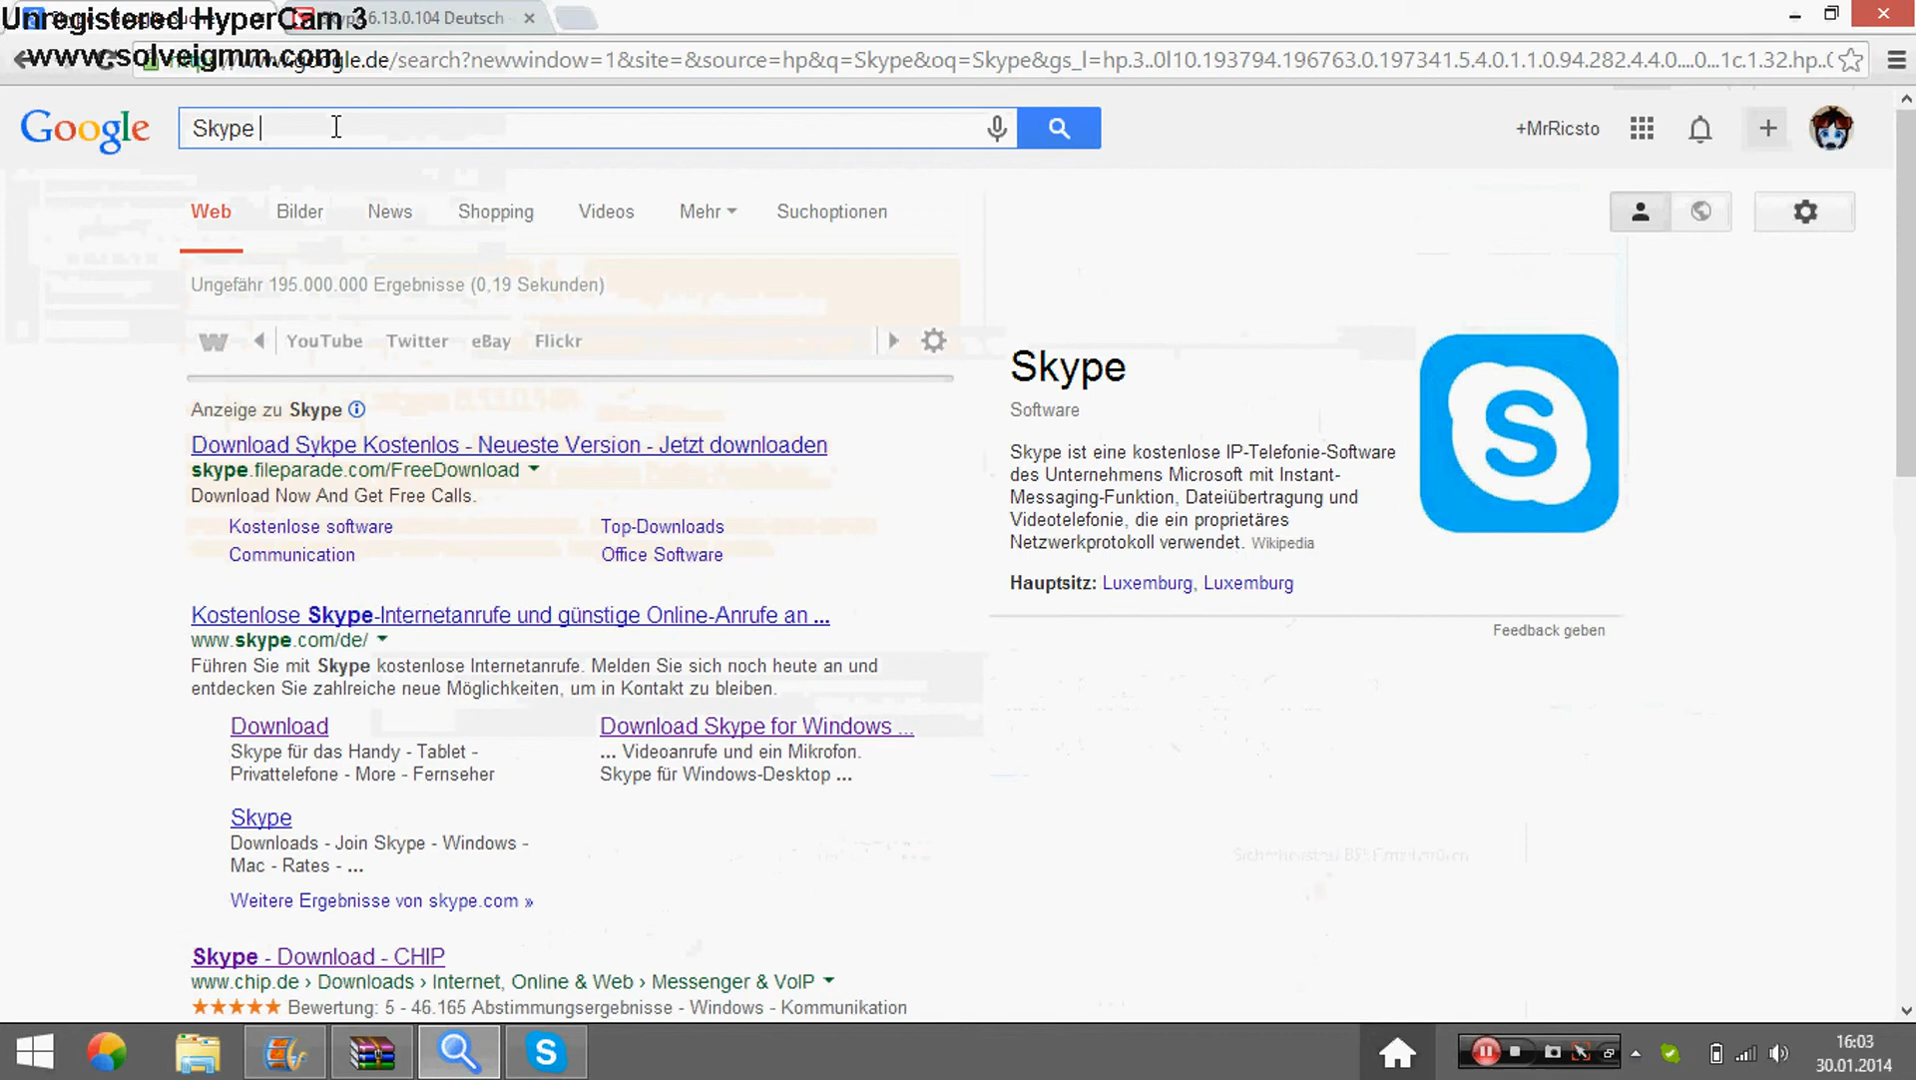 Unregistered HyperCam 3
www.solveigmm.com
Skype 6.13.0.104 Deutsch
www.google.de/search?newwindow=1&site=&source=hp&q=Skype&oq=Skype&gs_l=hp.3..0l10.193794.196763.0.197341.5.4.0.1.1.0.94.282.4.4.0....0...1c.1.32.hp..
Google
Skype
+MrRicsto
Web Bilder News Shopping Videos Mehr Suchoptionen
Ungefähr 195.000.000 Ergebnisse (0,19 Sekunden)
W YouTube Twitter eBay Flickr
Anzeige zu Skype
Download Sykpe Kostenlos - Neueste Version - Jetzt downloaden
skype.fileparade.com/FreeDownload
Download Now And Get Free Calls.
Kostenlose software Top-Downloads
Communication Office Software
Kostenlose Skype-Internetanrufe und günstige Online-Anrufe an ...
www.skype.com/de/
Führen Sie mit Skype kostenlose Internetanrufe. Melden Sie sich noch heute an und
entdecken Sie zahlreiche neue Möglichkeiten, um in Kontakt zu bleiben.
Download
Skype für das Handy - Tablet -
Privattelefone - More - Fernseher
Download Skype for Windows ...
... Videoanrufe und ein Mikrofon.
Skype für Windows-Desktop ...
Skype
Downloads - Join Skype - Windows -
Mac - Rates - ...
Weitere Ergebnisse von skype.com »
Skype - Download - CHIP
www.chip.de › Downloads › Internet, Online & Web › Messenger & VoIP
Bewertung: 5 - 46.165 Abstimmungsergebnisse - Windows - Kommunikation
Skype
Software
Skype ist eine kostenlose IP-Telefonie-Software
des Unternehmens Microsoft mit Instant-
Messaging-Funktion, Dateiübertragung und
Videotelefonie, die ein proprietäres
Netzwerkprotokoll verwendet. Wikipedia
Hauptsitz: Luxemburg, Luxemburg
Feedback geben
16:03
30.01.2014